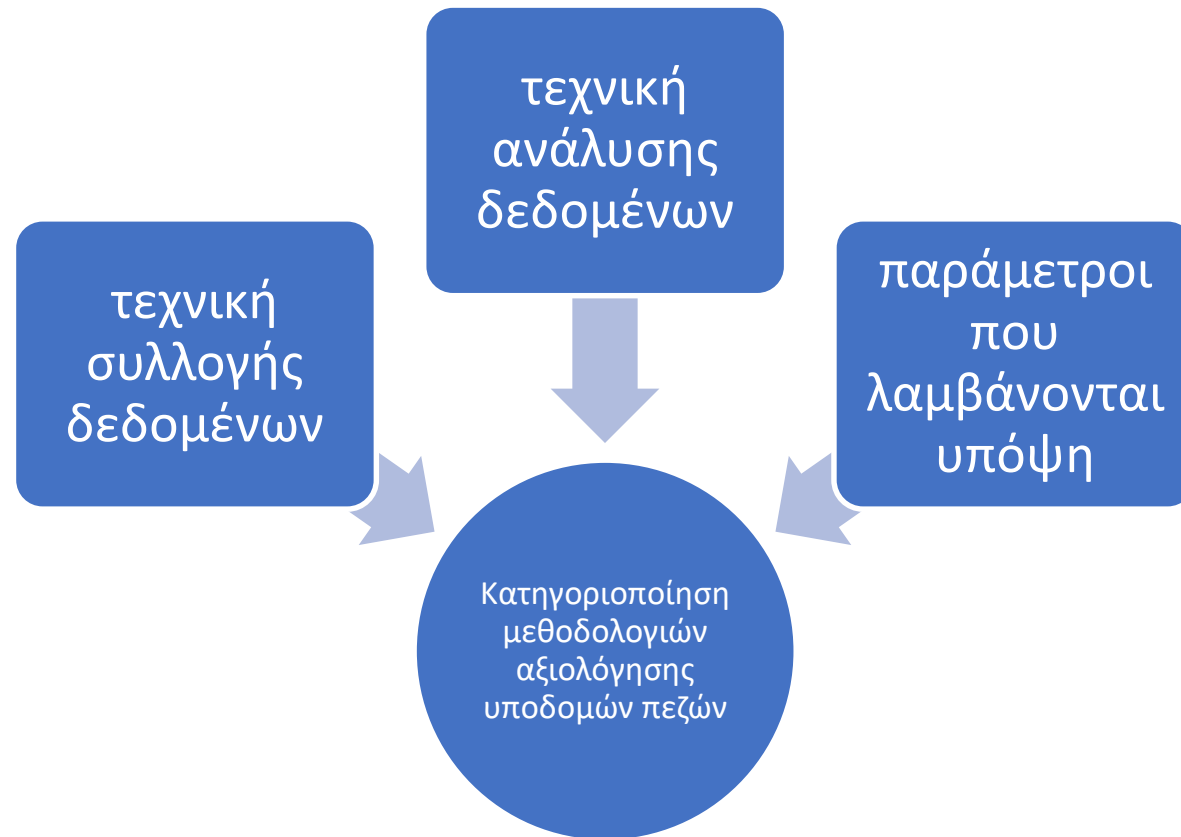 τεχνική
ανάλυσης
δεδομένων
τεχνική
συλλογής
δεδομένων
παράμετροι
που
λαμβάνονται
υπόψη
Κατηγοριοποίηση
μεθοδολογιών
αξιολόγησης
υποδομών πεζών